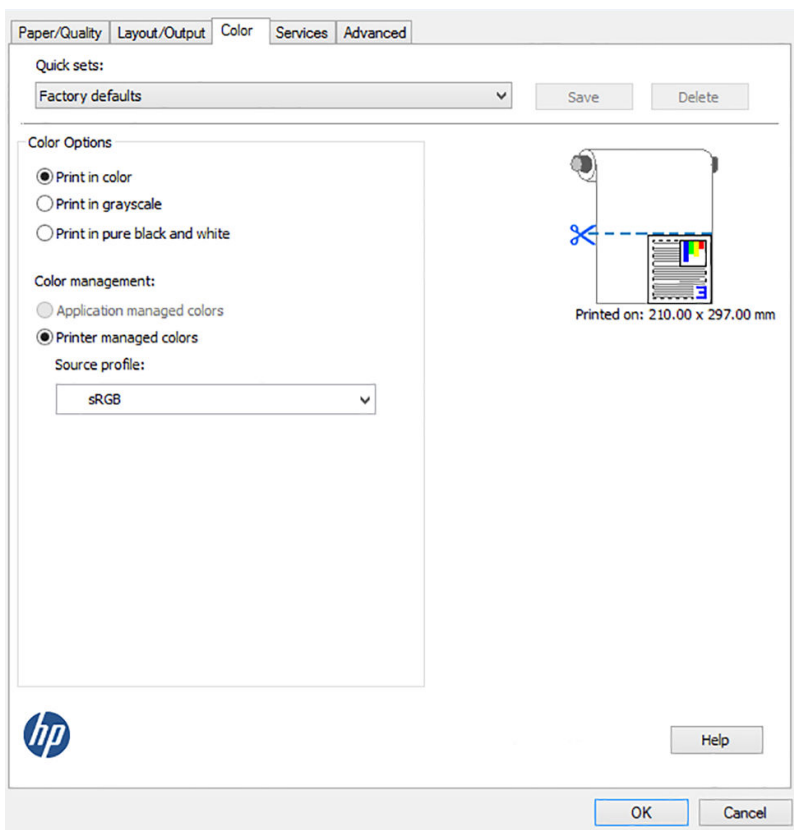 Paper/Quality Layout/Output Color Services Advanced
Quick sets:
Factory defaults Save Delete
Color Options
Print in color
Print in grayscale
Print in pure black and white
Color management:
Application managed colors
Printer managed colors
Source profile:
sRGB
Printed on: 210.00 x 297.00 mm
hp
Help
OK Cancel